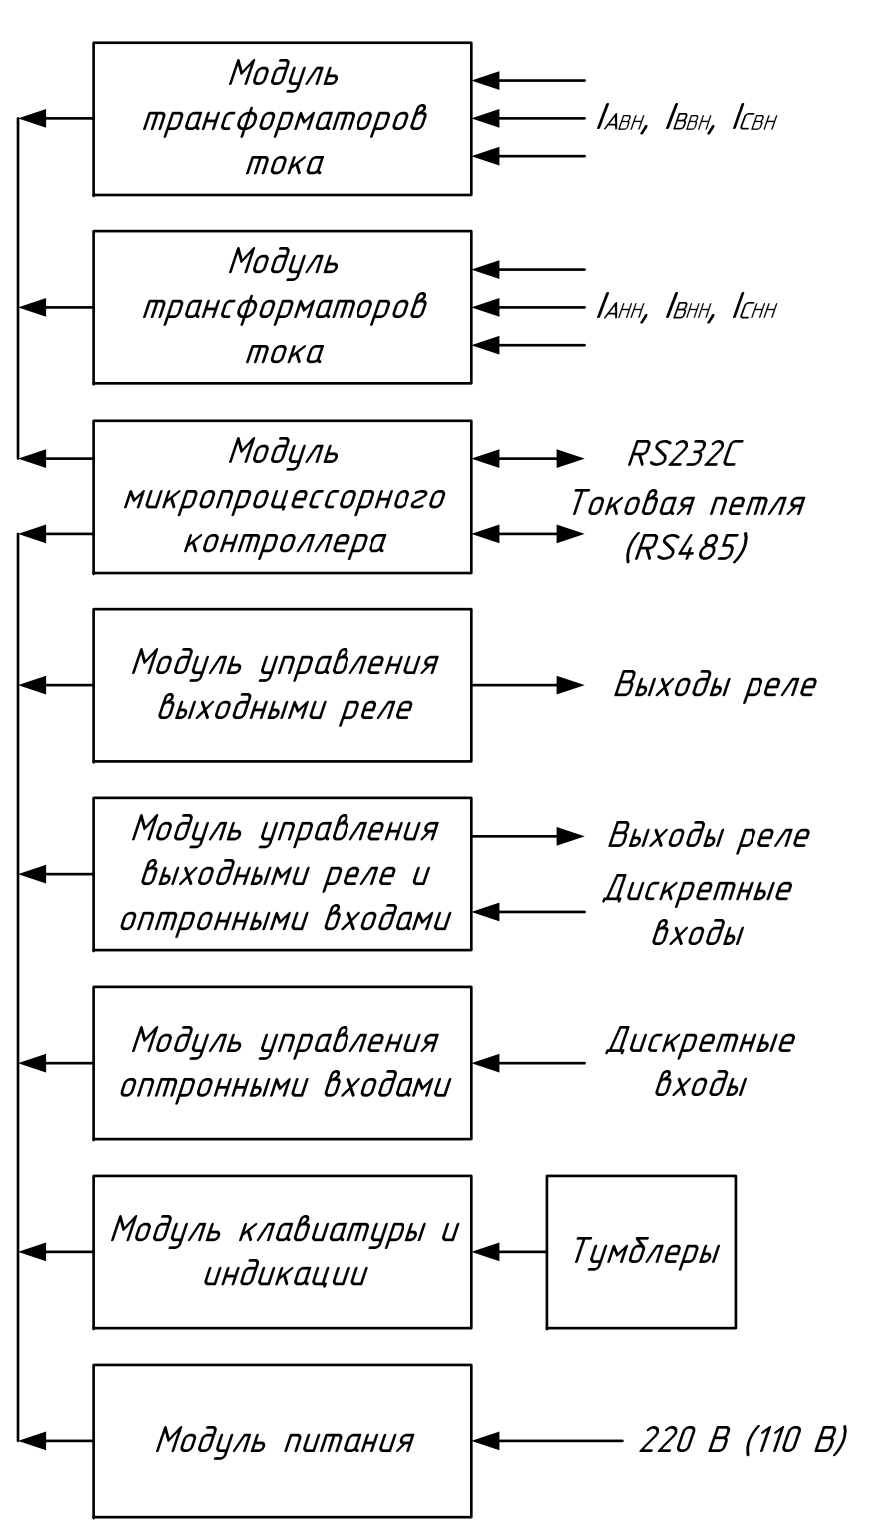 Модуль
трансформаторов
тока
IАВН, IВВН, IСВН
Модуль
трансформаторов
тока
IАНН, IВНН, IСНН
Модуль
микропроцессорного
контроллера
RS232C
Токовая петля
(RS485)
Модуль управления
выходными реле
Выходы реле
Модуль управления
выходными реле и
оптронными входами
Выходы реле
Дискретные
входы
Модуль управления
оптронными входами
Дискретные
входы
Модуль клавиатуры и
индикации
Тумблеры
Модуль питания
220 В (110 В)